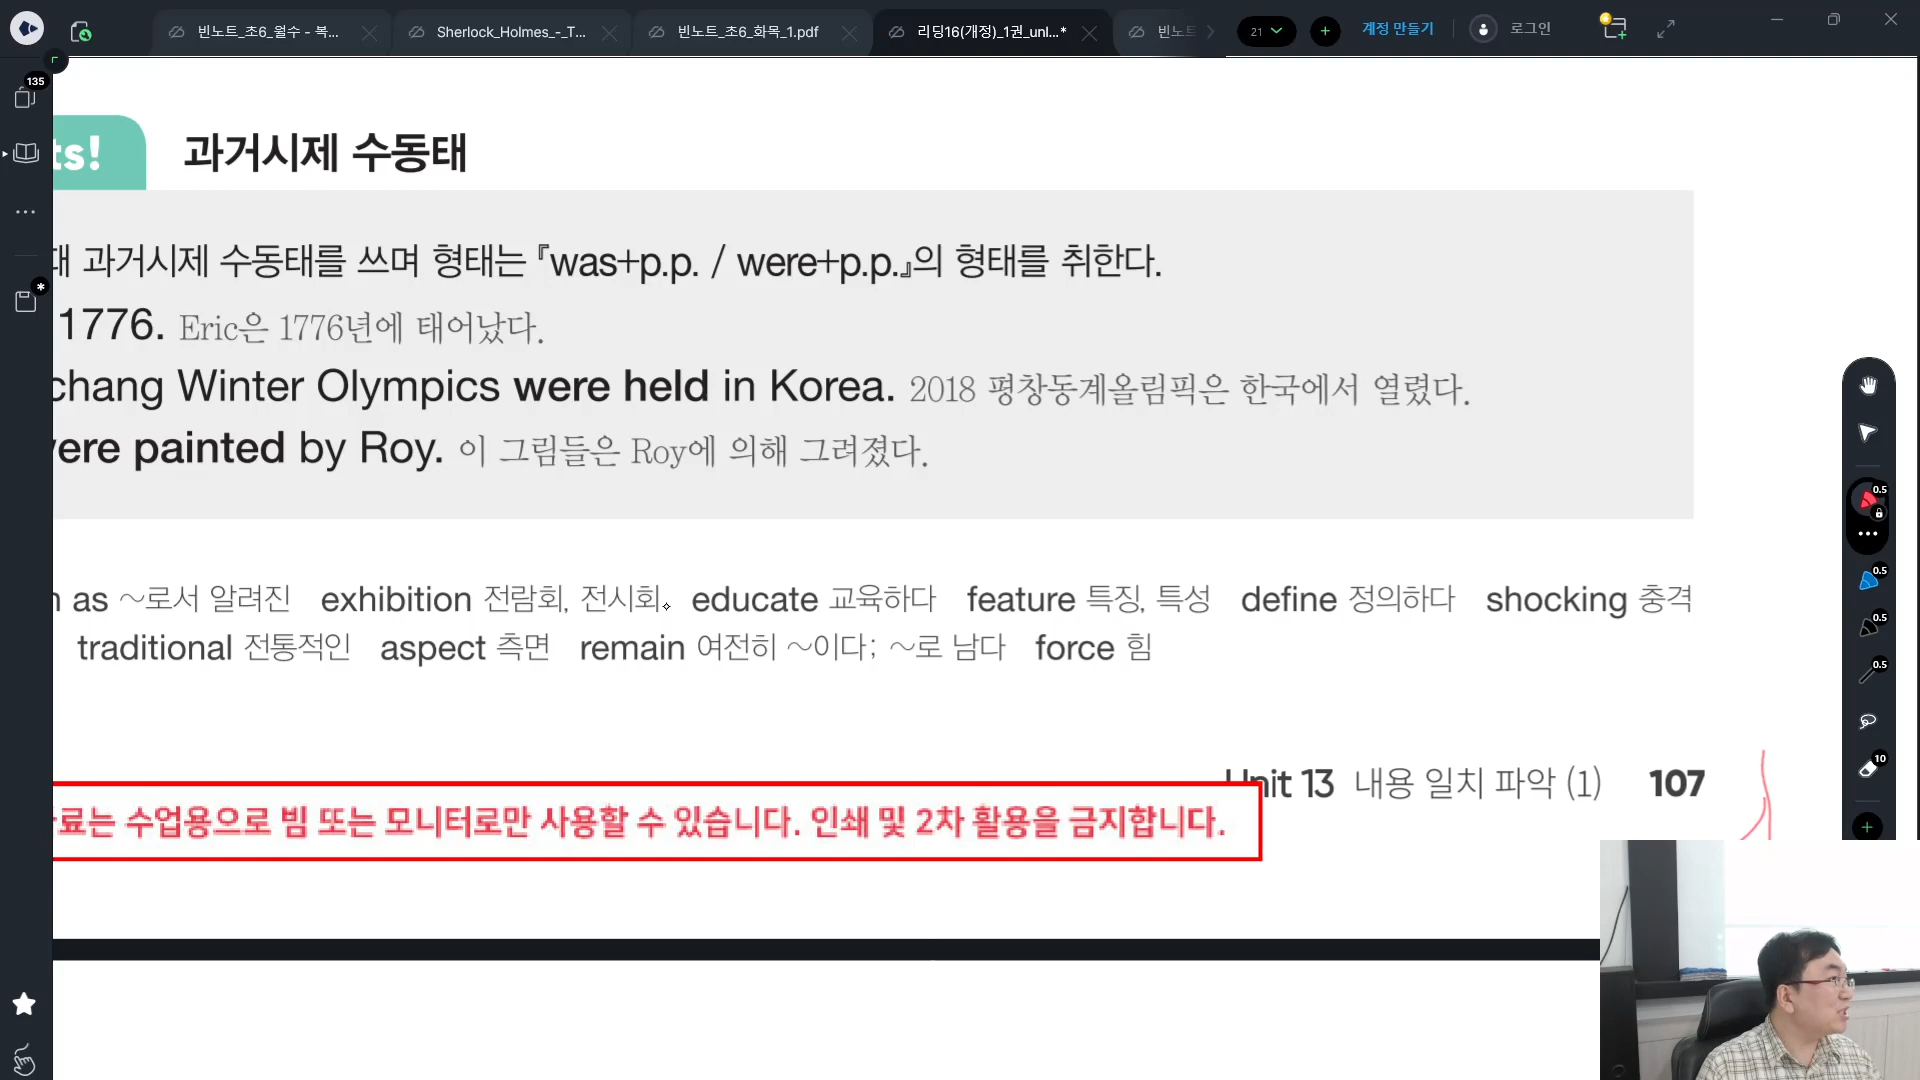 빈노트_초6_월수 - 복...
Sherlock_Holmes_-_T...
빈노트_초6_화목_1.pdf
리딩16(개정)_1권_unl...*
빈노트
21
계정 만들기
로그인
135
ts!
과거시제 수동태
과거시제 수동태를 쓰며 형태는 『was+p.p. / were+p.p.』의 형태를 취한다.
1776. Eric은 1776년에 태어났다.
chang Winter Olympics were held in Korea. 2018 평창동계올림픽은 한국에서 열렸다.
ere painted by Roy. 이 그림들은 Roy에 의해 그려졌다.
as ~로서 알려진 exhibition 전람회, 전시회 educate 교육하다 feature 특징, 특성 define 정의하다 shocking 충격
traditional 전통적인 aspect 측면 remain 여전히 ~이다; ~로 남다 force 힘
Unit 13 내용 일치 파악 (1) 107
료는 수업용으로 빔 또는 모니터로만 사용할 수 있습니다. 인쇄 및 2차 활용을 금지합니다.
0.5
0.5
0.5
0.5
10